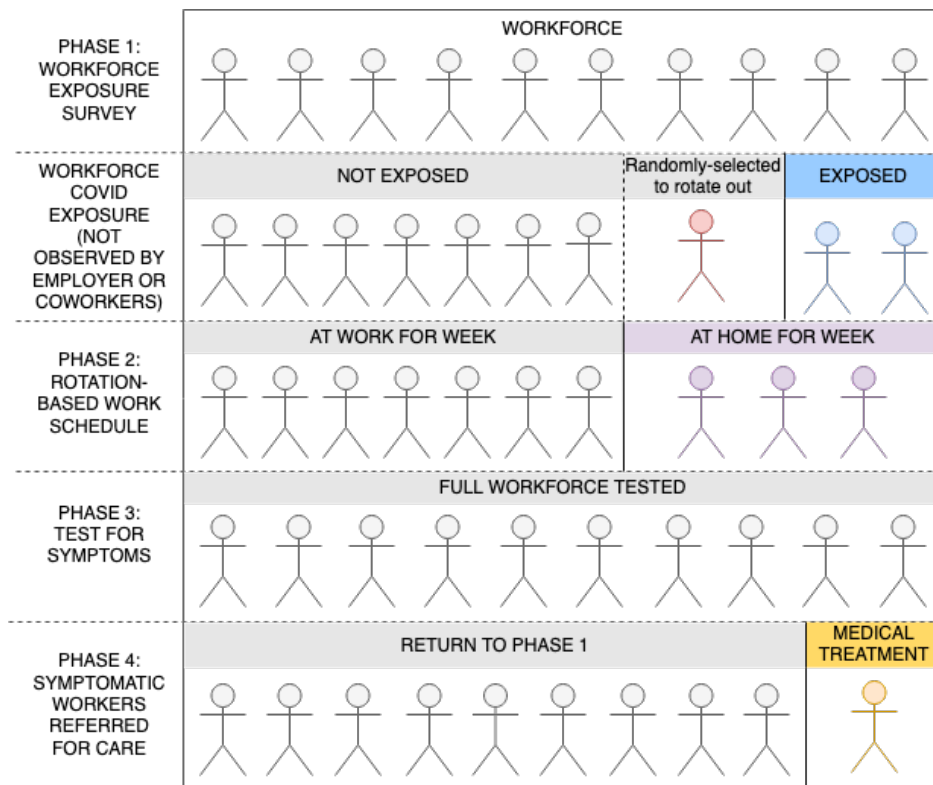 PHASE 1:
WORKFORCE
EXPOSURE
SURVEY
WORKFORCE
WORKFORCE
COVID
EXPOSURE
(NOT
OBSERVED BY
EMPLOYER OR
COWORKERS)
NOT EXPOSED
Randomly-selected
to rotate out
EXPOSED
PHASE 2:
ROTATION-
BASED WORK
SCHEDULE
AT WORK FOR WEEK
AT HOME FOR WEEK
PHASE 3:
TEST FOR
SYMPTOMS
FULL WORKFORCE TESTED
PHASE 4:
SYMPTOMATIC
WORKERS
REFERRED
FOR CARE
RETURN TO PHASE 1
MEDICAL
TREATMENT